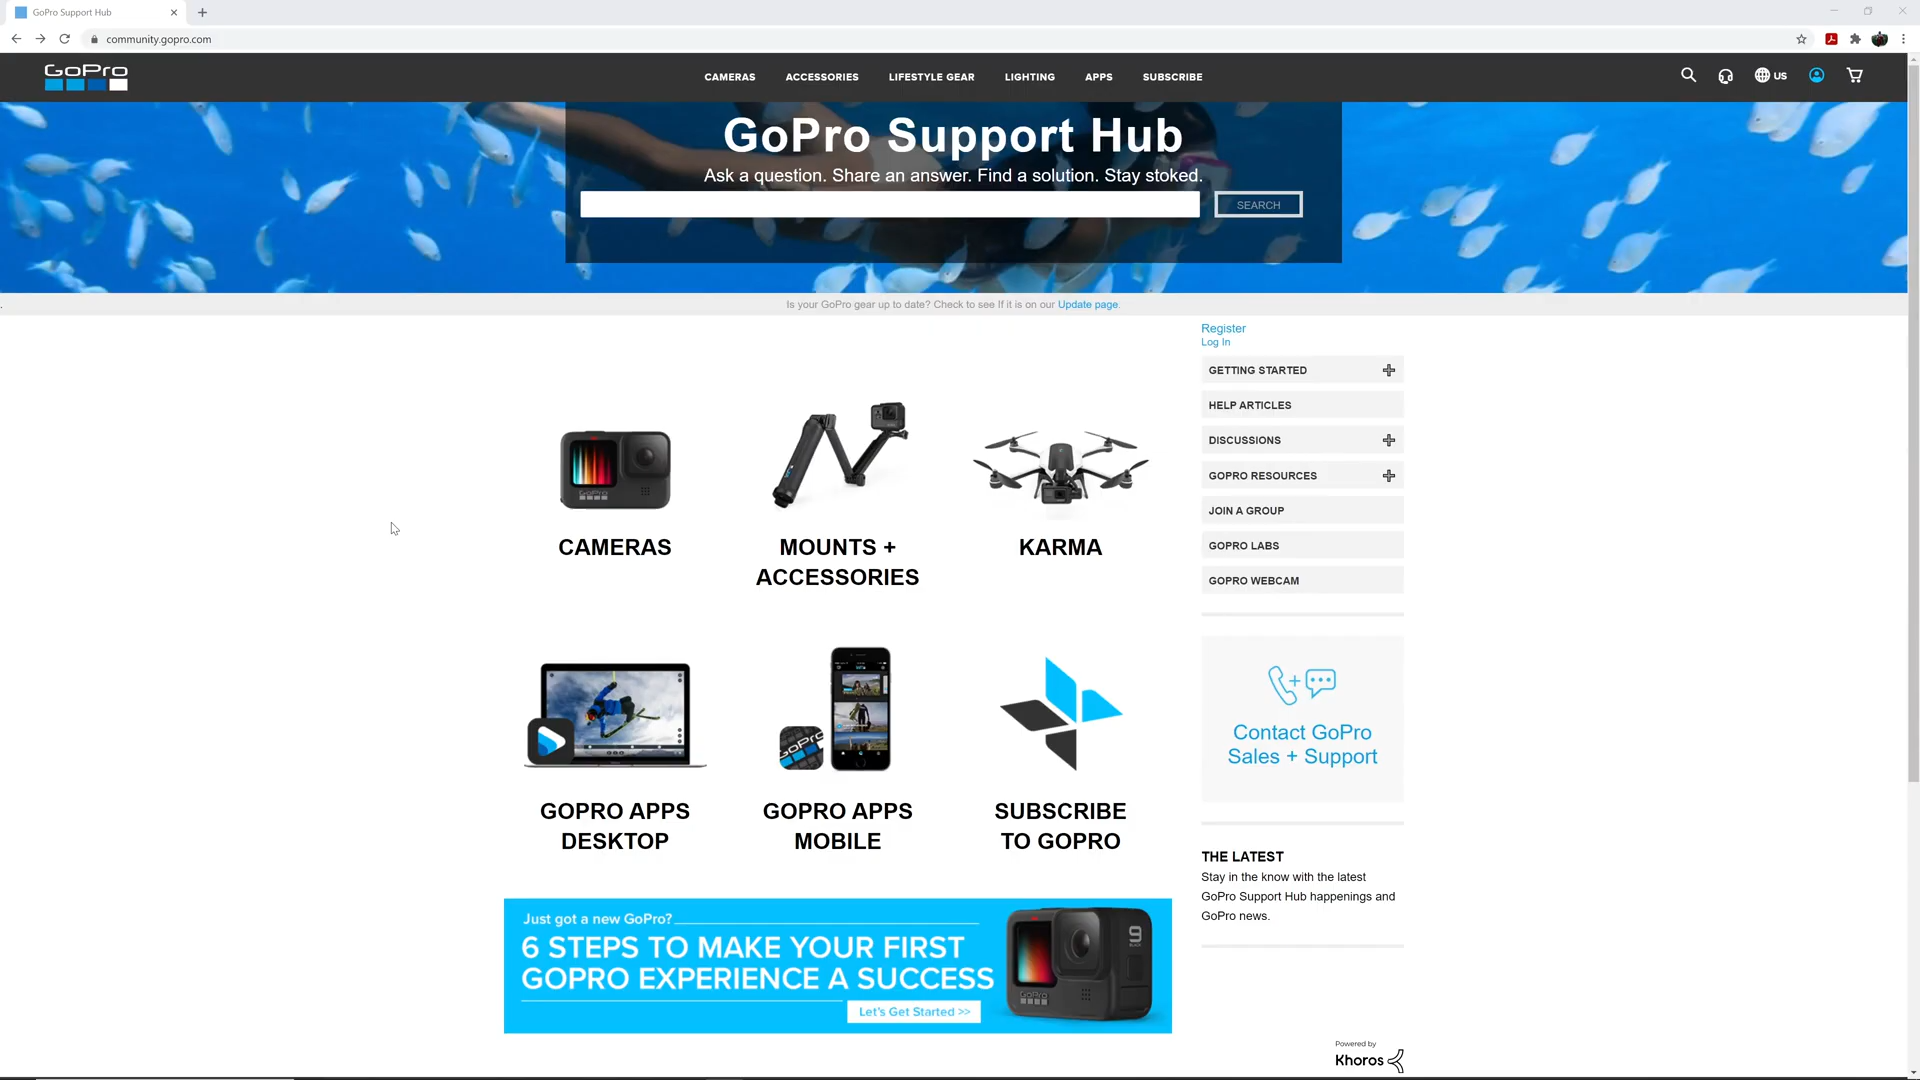 GoPro Support Hub
community.gopro.com
GoPro
CAMERAS ACCESSORIES LIFESTYLE GEAR LIGHTING APPS SUBSCRIBE
US
GoPro Support Hub
Ask a question. Share an answer. Find a solution. Stay stoked.
SEARCH
Is your GoPro gear up to date? Check to see If it is on our Update page.
.
Register
Log In
GETTING STARTED
HELP ARTICLES
DISCUSSIONS
GOPRO RESOURCES
JOIN A GROUP
GOPRO LABS
GOPRO WEBCAM
CAMERAS
MOUNTS +
ACCESSORIES
KARMA
GOPRO APPS
DESKTOP
GoPro
GOPRO APPS
MOBILE
SUBSCRIBE
TO GOPRO
Contact GoPro
Sales + Support
THE LATEST
Stay in the know with the latest
GoPro Support Hub happenings and
GoPro news.
Just got a new GoPro?
6 STEPS TO MAKE YOUR FIRST
GOPRO EXPERIENCE A SUCCESS
Let's Get Started >>
GoPro
9
BLACK
Powered by
Khoros